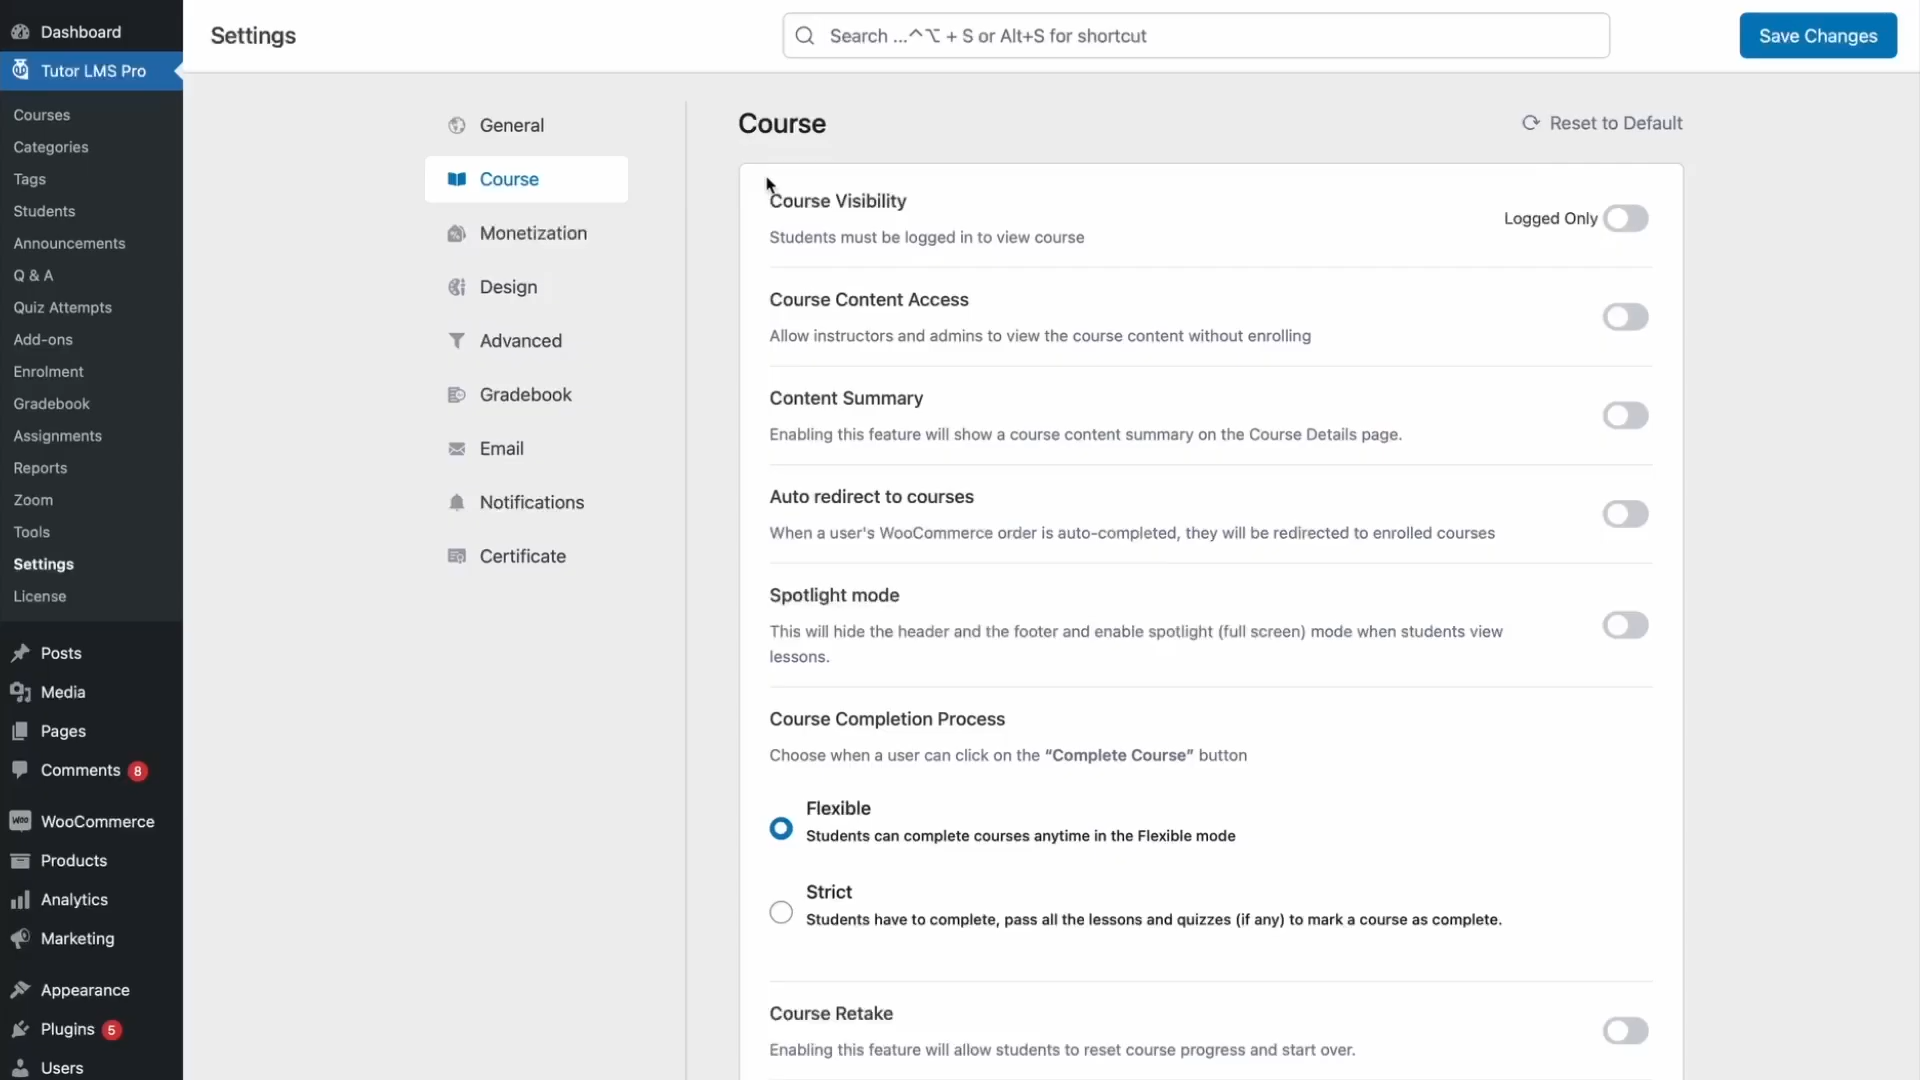 Dashboard
Tutor LMS Pro
Courses
Categories
Tags
Students
Announcements
Q & A
Quiz Attempts
Add-ons
Enrolment
Gradebook
Assignments
Reports
Zoom
Tools
Settings
License
Posts
Media
Pages
Comments 8
Woo WooCommerce
Products
Analytics
Marketing
Appearance
Plugins 5
Users
Settings
Search ...^⌥ + S or Alt+S for shortcut
Save Changes
General
Course
Monetization
Design
Advanced
Gradebook
Email
Notifications
Certificate
Course
Reset to Default
Course Visibility
Students must be logged in to view course
Logged Only
Course Content Access
Allow instructors and admins to view the course content without enrolling
Content Summary
Enabling this feature will show a course content summary on the Course Details page.
Auto redirect to courses
When a user's WooCommerce order is auto-completed, they will be redirected to enrolled courses
Spotlight mode
This will hide the header and the footer and enable spotlight (full screen) mode when students view
lessons.
Course Completion Process
Choose when a user can click on the “Complete Course” button
Flexible
Students can complete courses anytime in the Flexible mode
Strict
Students have to complete, pass all the lessons and quizzes (if any) to mark a course as complete.
Course Retake
Enabling this feature will allow students to reset course progress and start over.